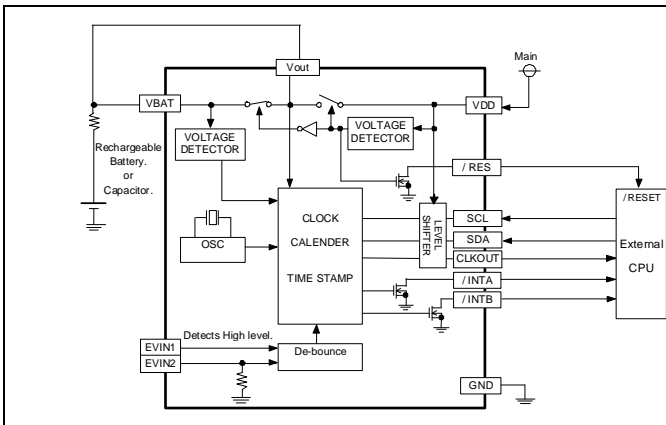 Main
Vout
VBAT
VDD
VOLTAGE
DETECTOR
VOLTAGE
DETECTOR
Rechargeable
Battery.
or
Capacitor.
/ RES
/RESET
CLOCK
CALENDER
TIME STAMP
LEVEL
SHIFTER
SCL
SDA
CLKOUT
External
CPU
OSC
/ INTA
/ INTB
Detects High level.
EVIN1
EVIN2
De-bounce
GND